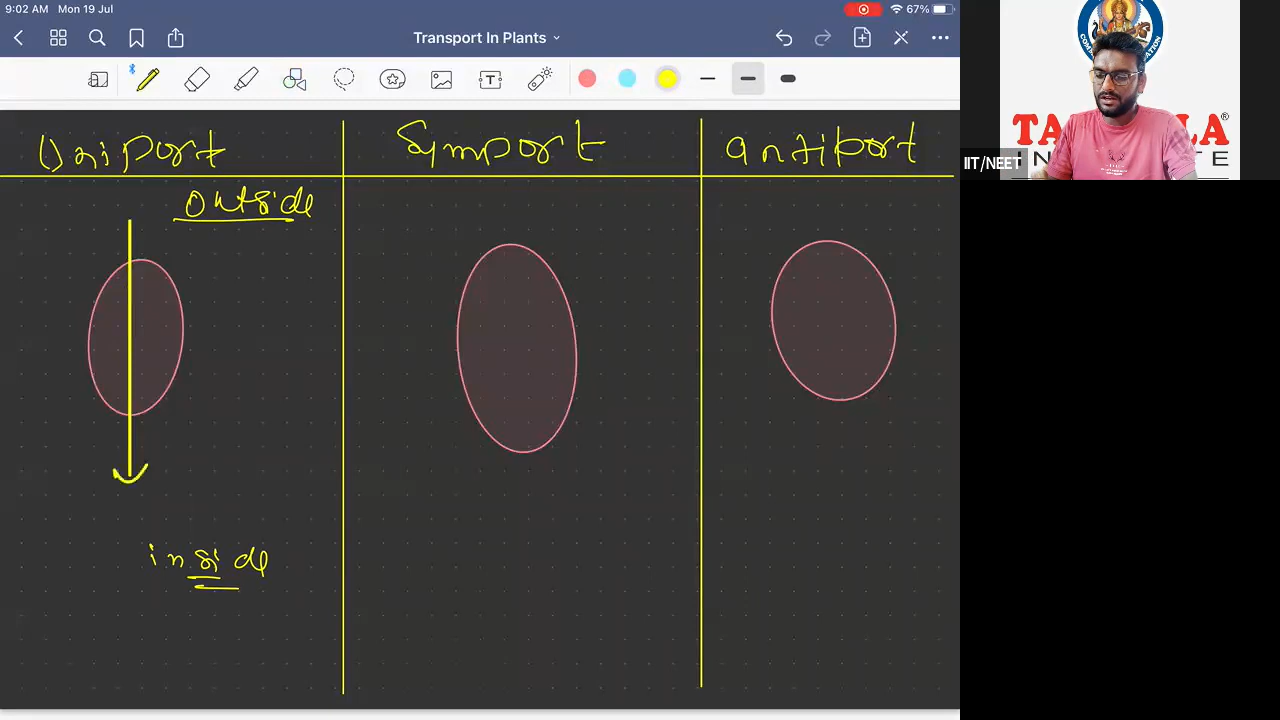 9:02 AM Mon 19 Jul
67%
Transport In Plants
T
Uniport Symport antiport
outside
inside
IIT/NEET